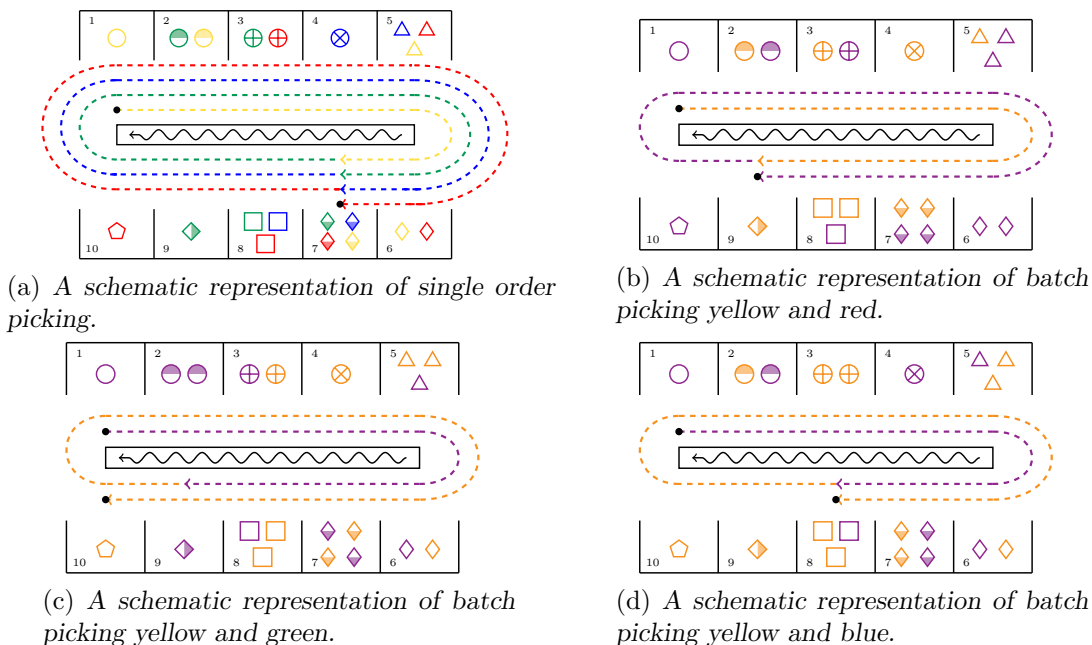 1 2 3 4 5
10 9 8 7 6
(a) A schematic representation of single order
picking.
1 2 3 4 5
10 9 8 7 6
(b) A schematic representation of batch
picking yellow and red.
1 2 3 4 5
10 9 8 7 6
(c) A schematic representation of batch
picking yellow and green.
1 2 3 4 5
10 9 8 7 6
(d) A schematic representation of batch
picking yellow and blue.